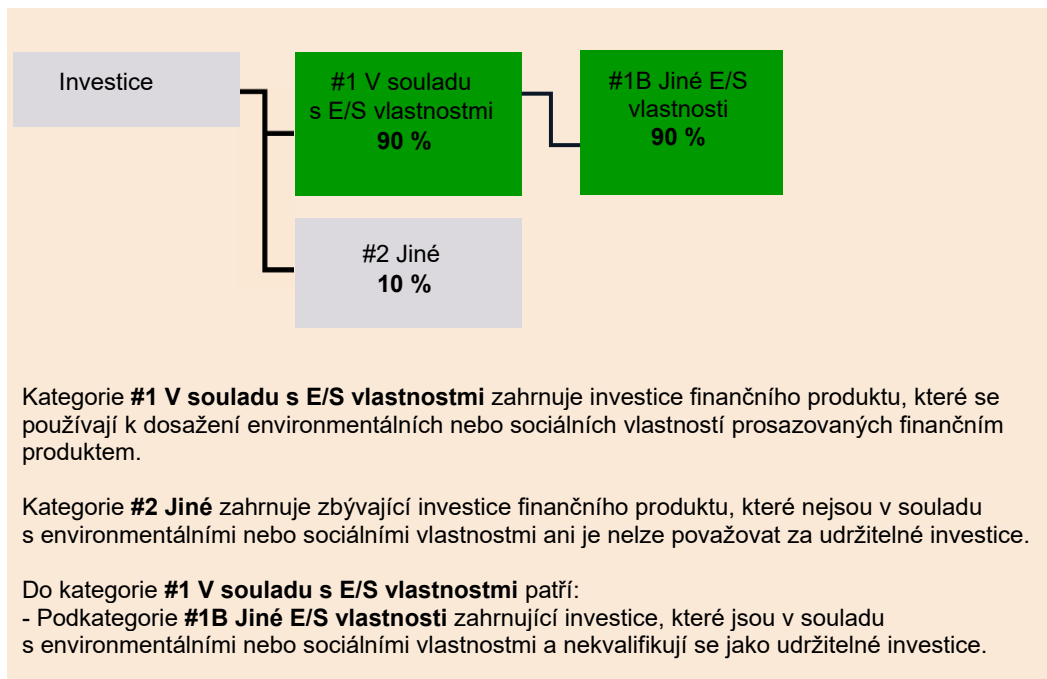 Investice
#1 V souladu
s E/S vlastnostmi
90 %
#1B Jiné E/S
vlastnosti
90 %
#2 Jiné
10 %
Kategorie #1 V souladu s E/S vlastnostmi zahrnuje investice finančního produktu, které se
používají k dosažení environmentálních nebo sociálních vlastností prosazovaných finančním
produktem.
Kategorie #2 Jiné zahrnuje zbývající investice finančního produktu, které nejsou v souladu
s environmentálními nebo sociálními vlastnostmi ani je nelze považovat za udržitelné investice.
Do kategorie #1 V souladu s E/S vlastnostmi patří:
- Podkategorie #1B Jiné E/S vlastnosti zahrnující investice, které jsou v souladu
s environmentálními nebo sociálními vlastnostmi a nekvalifikují se jako udržitelné investice.